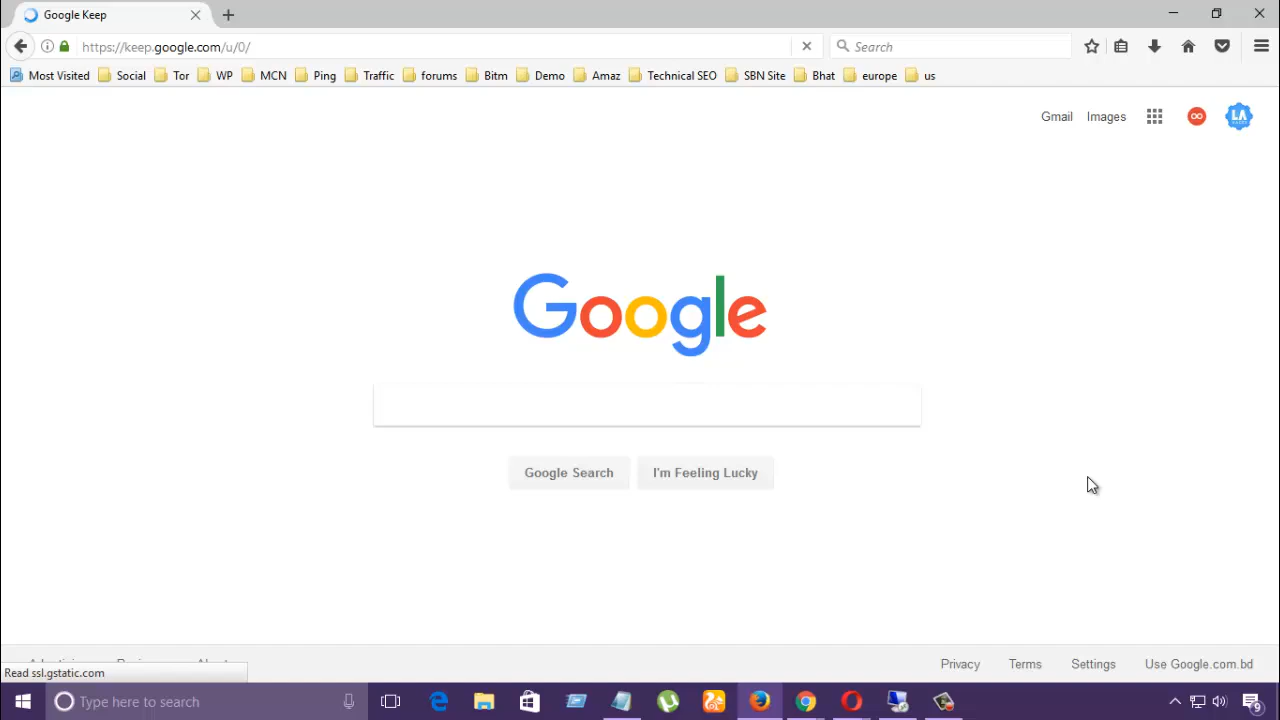 Google Keep
https://keep.google.com/u/0/
Search
Most Visited Social Tor WP MCN Ping Traffic forums Bitm Demo Amaz Technical SEO SBN Site Bhat europe us
Gmail Images
LA
Google
Google Search I'm Feeling Lucky
Privacy Terms Settings Use Google.com.bd
Read ssl.gstatic.com
Type here to search
9